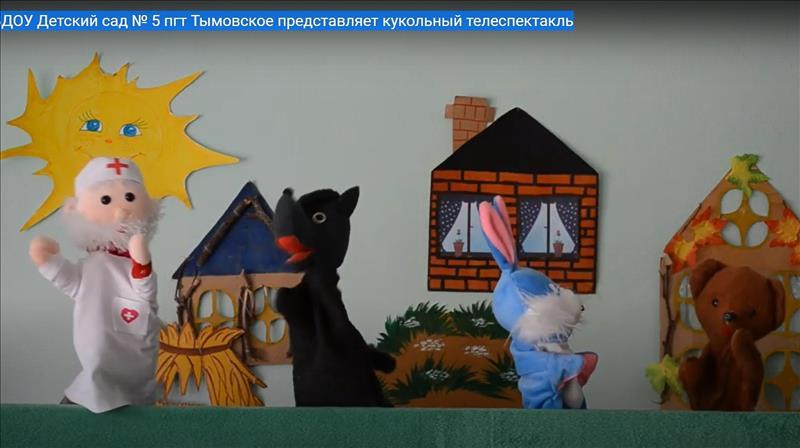 ДОУ Детский сад № 5 пгт Тымовское представляет кукольный телеспектакль